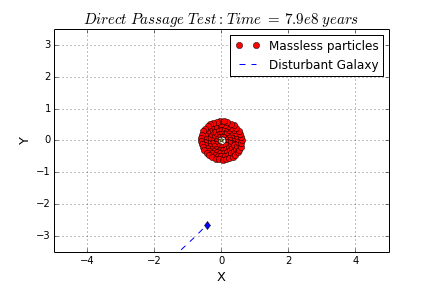 Direct Passage Test: Time = 7.9e8 years
3
2
1
0
−1
−2
−3
Y
Massless particles
Disturbant Galaxy
−4
−2
0
2
4
X